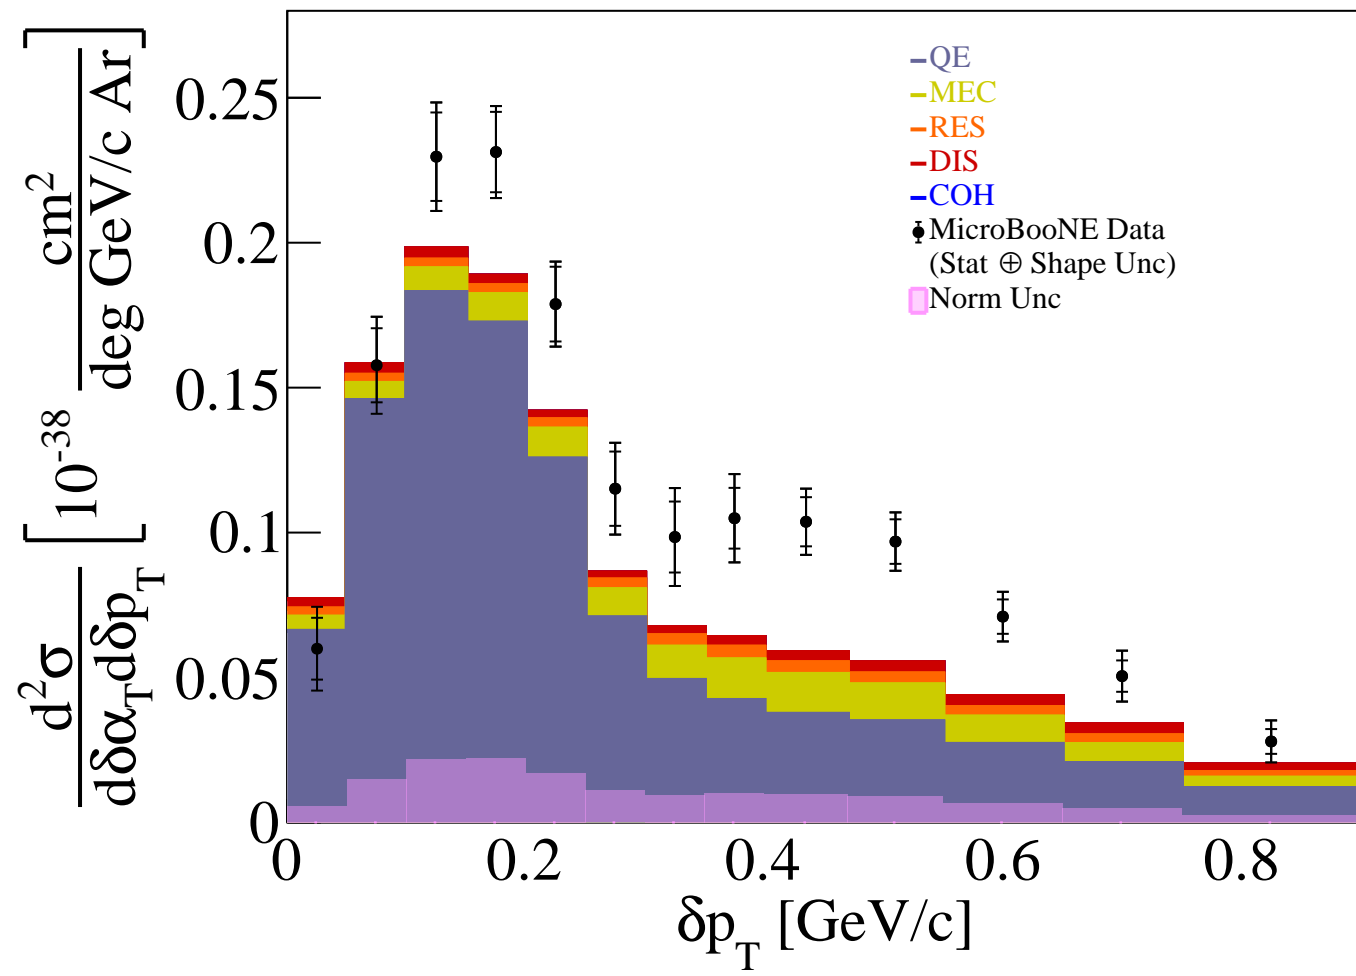 d²σ / dδα_T dδp_T [10⁻³⁸ cm² / deg GeV/c Ar]
0.25
0.2
0.15
0.1
0.05
0
QE
MEC
RES
DIS
COH
MicroBooNE Data
(Stat ⊕ Shape Unc)
Norm Unc
0 0.2 0.4 0.6 0.8
δp_T [GeV/c]